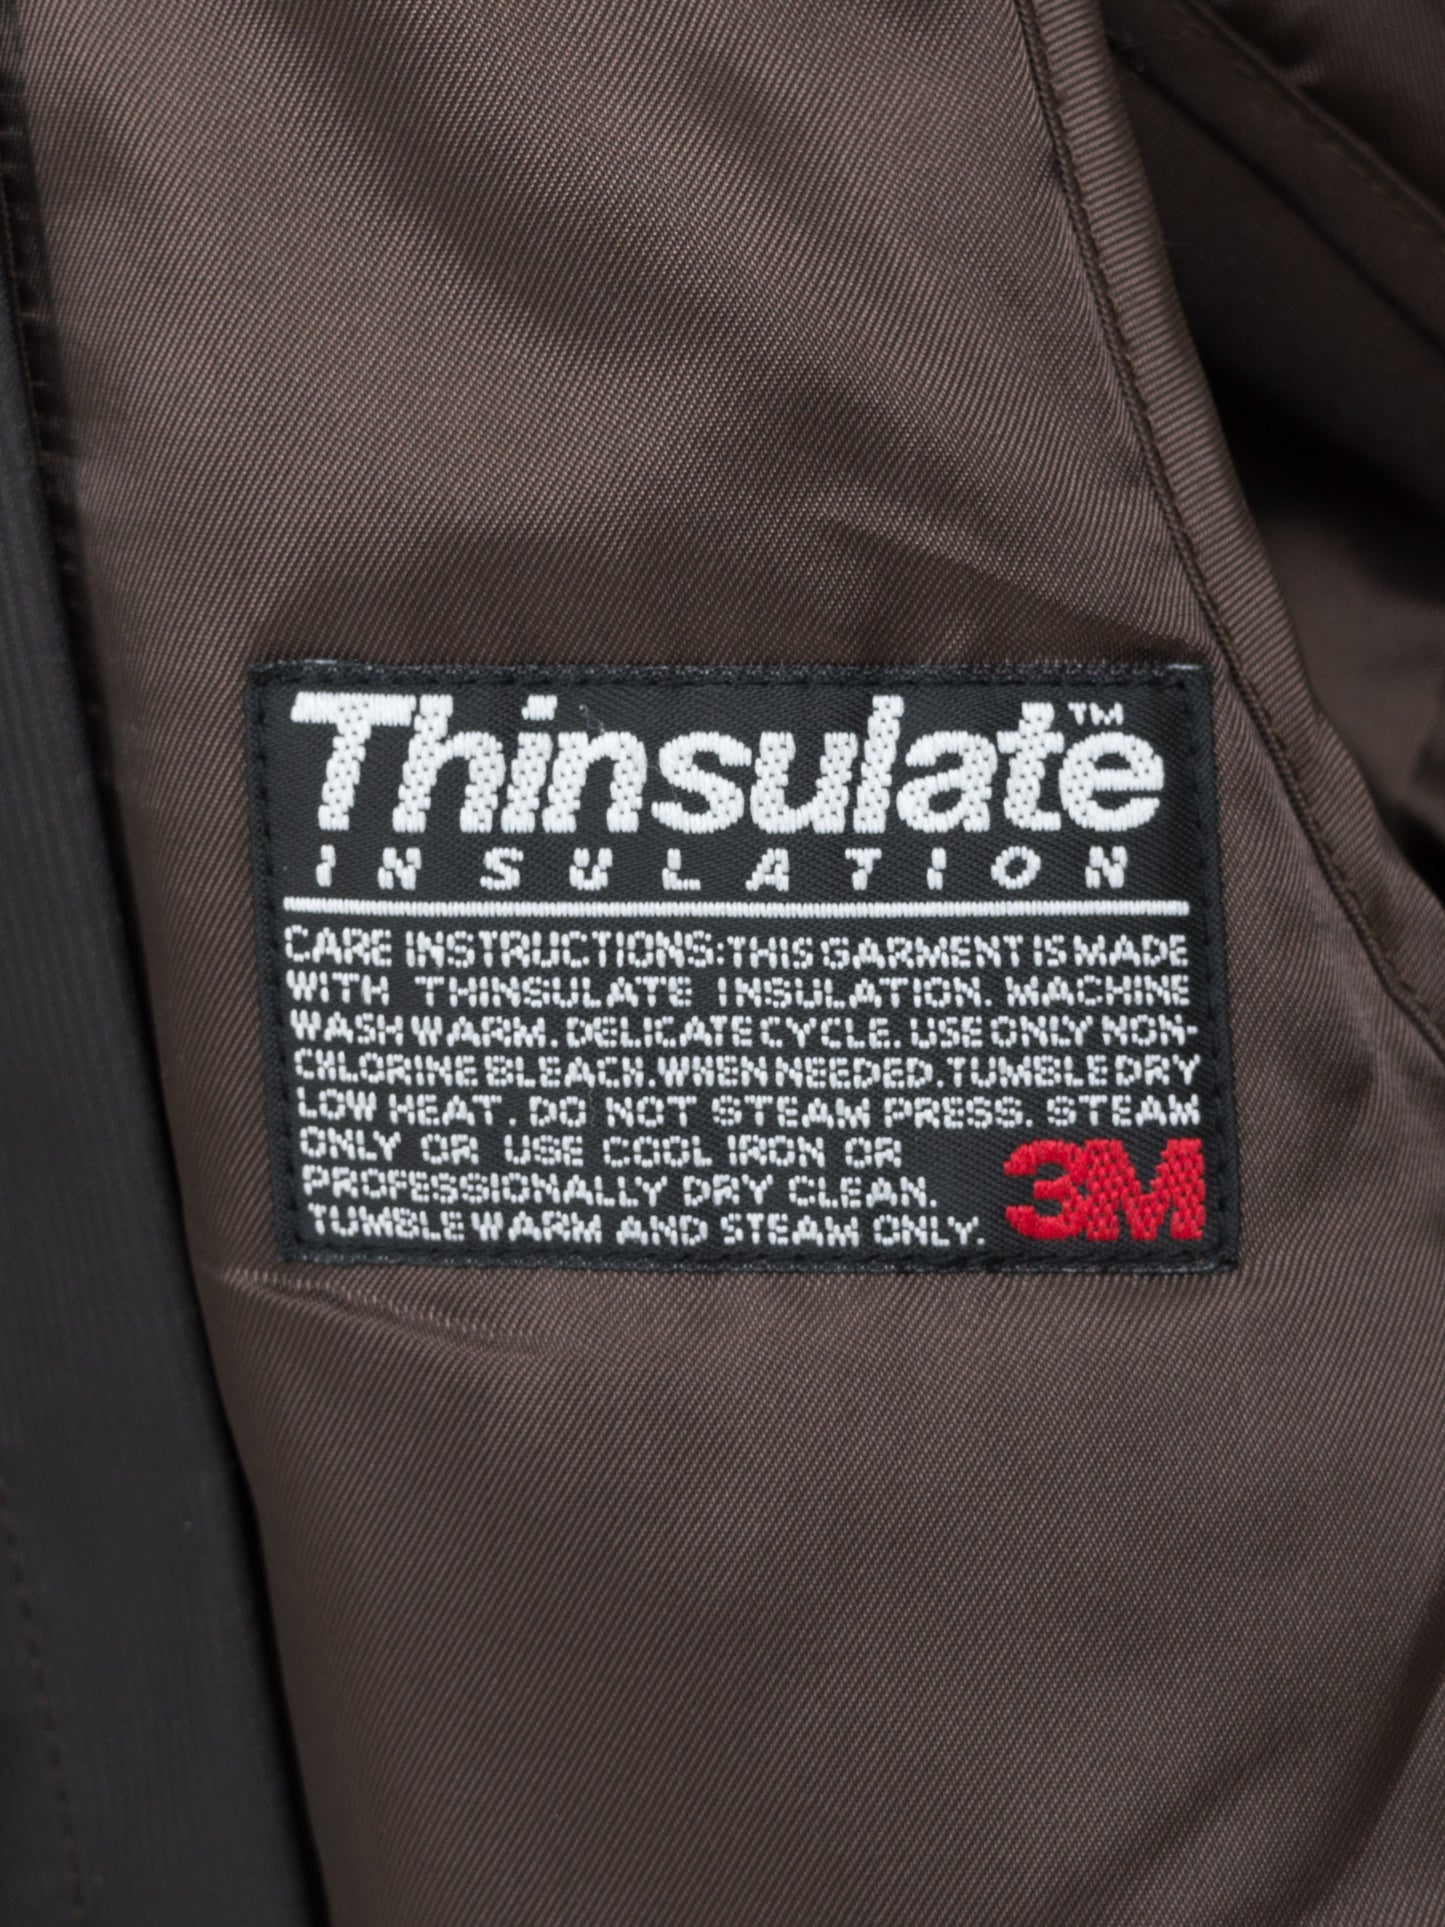 Thinsulate™
INSULATION
CARE INSTRUCTIONS: THIS GARMENT IS MADE
WITH THINSULATE INSULATION. MACHINE
WASH WARM. DELICATE CYCLE. USE ONLY NON-
CHLORINE BLEACH. WHEN NEEDED. TUMBLE DRY
LOW HEAT. DO NOT STEAM PRESS. STEAM
ONLY OR USE COOL IRON OR
PROFESSIONALLY DRY CLEAN.
TUMBLE WARM AND STEAM ONLY.
3M